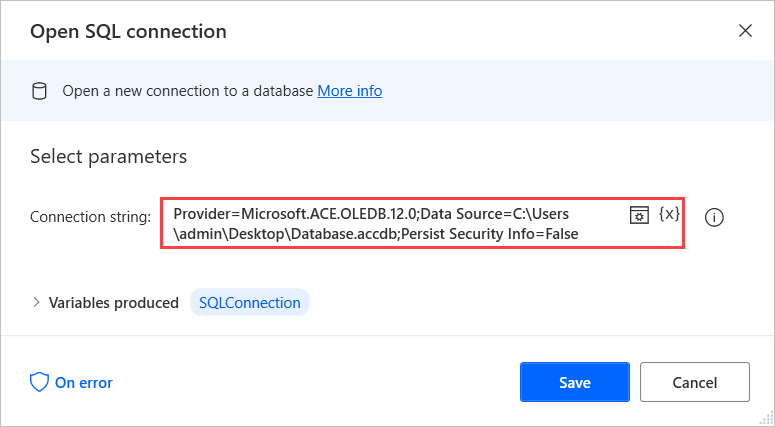 Open SQL connection
Open a new connection to a database More info
Select parameters
Connection string:
Provider=Microsoft.ACE.OLEDB.12.0;Data Source=C:\Users
\admin\Desktop\Database.accdb;Persist Security Info=False
{x}
Variables produced SQLConnection
On error
Save
Cancel